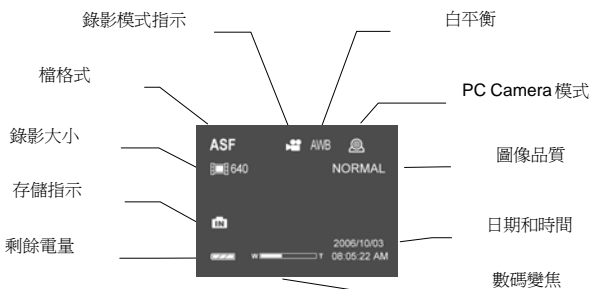 錄影模式指示
白平衡
檔格式
PC Camera 模式
錄影大小
ASF
AWB
640
NORMAL
圖像品質
存儲指示
IN
日期和時間
剩餘電量
2006/10/03
W
T
08:05:22 AM
數碼變焦